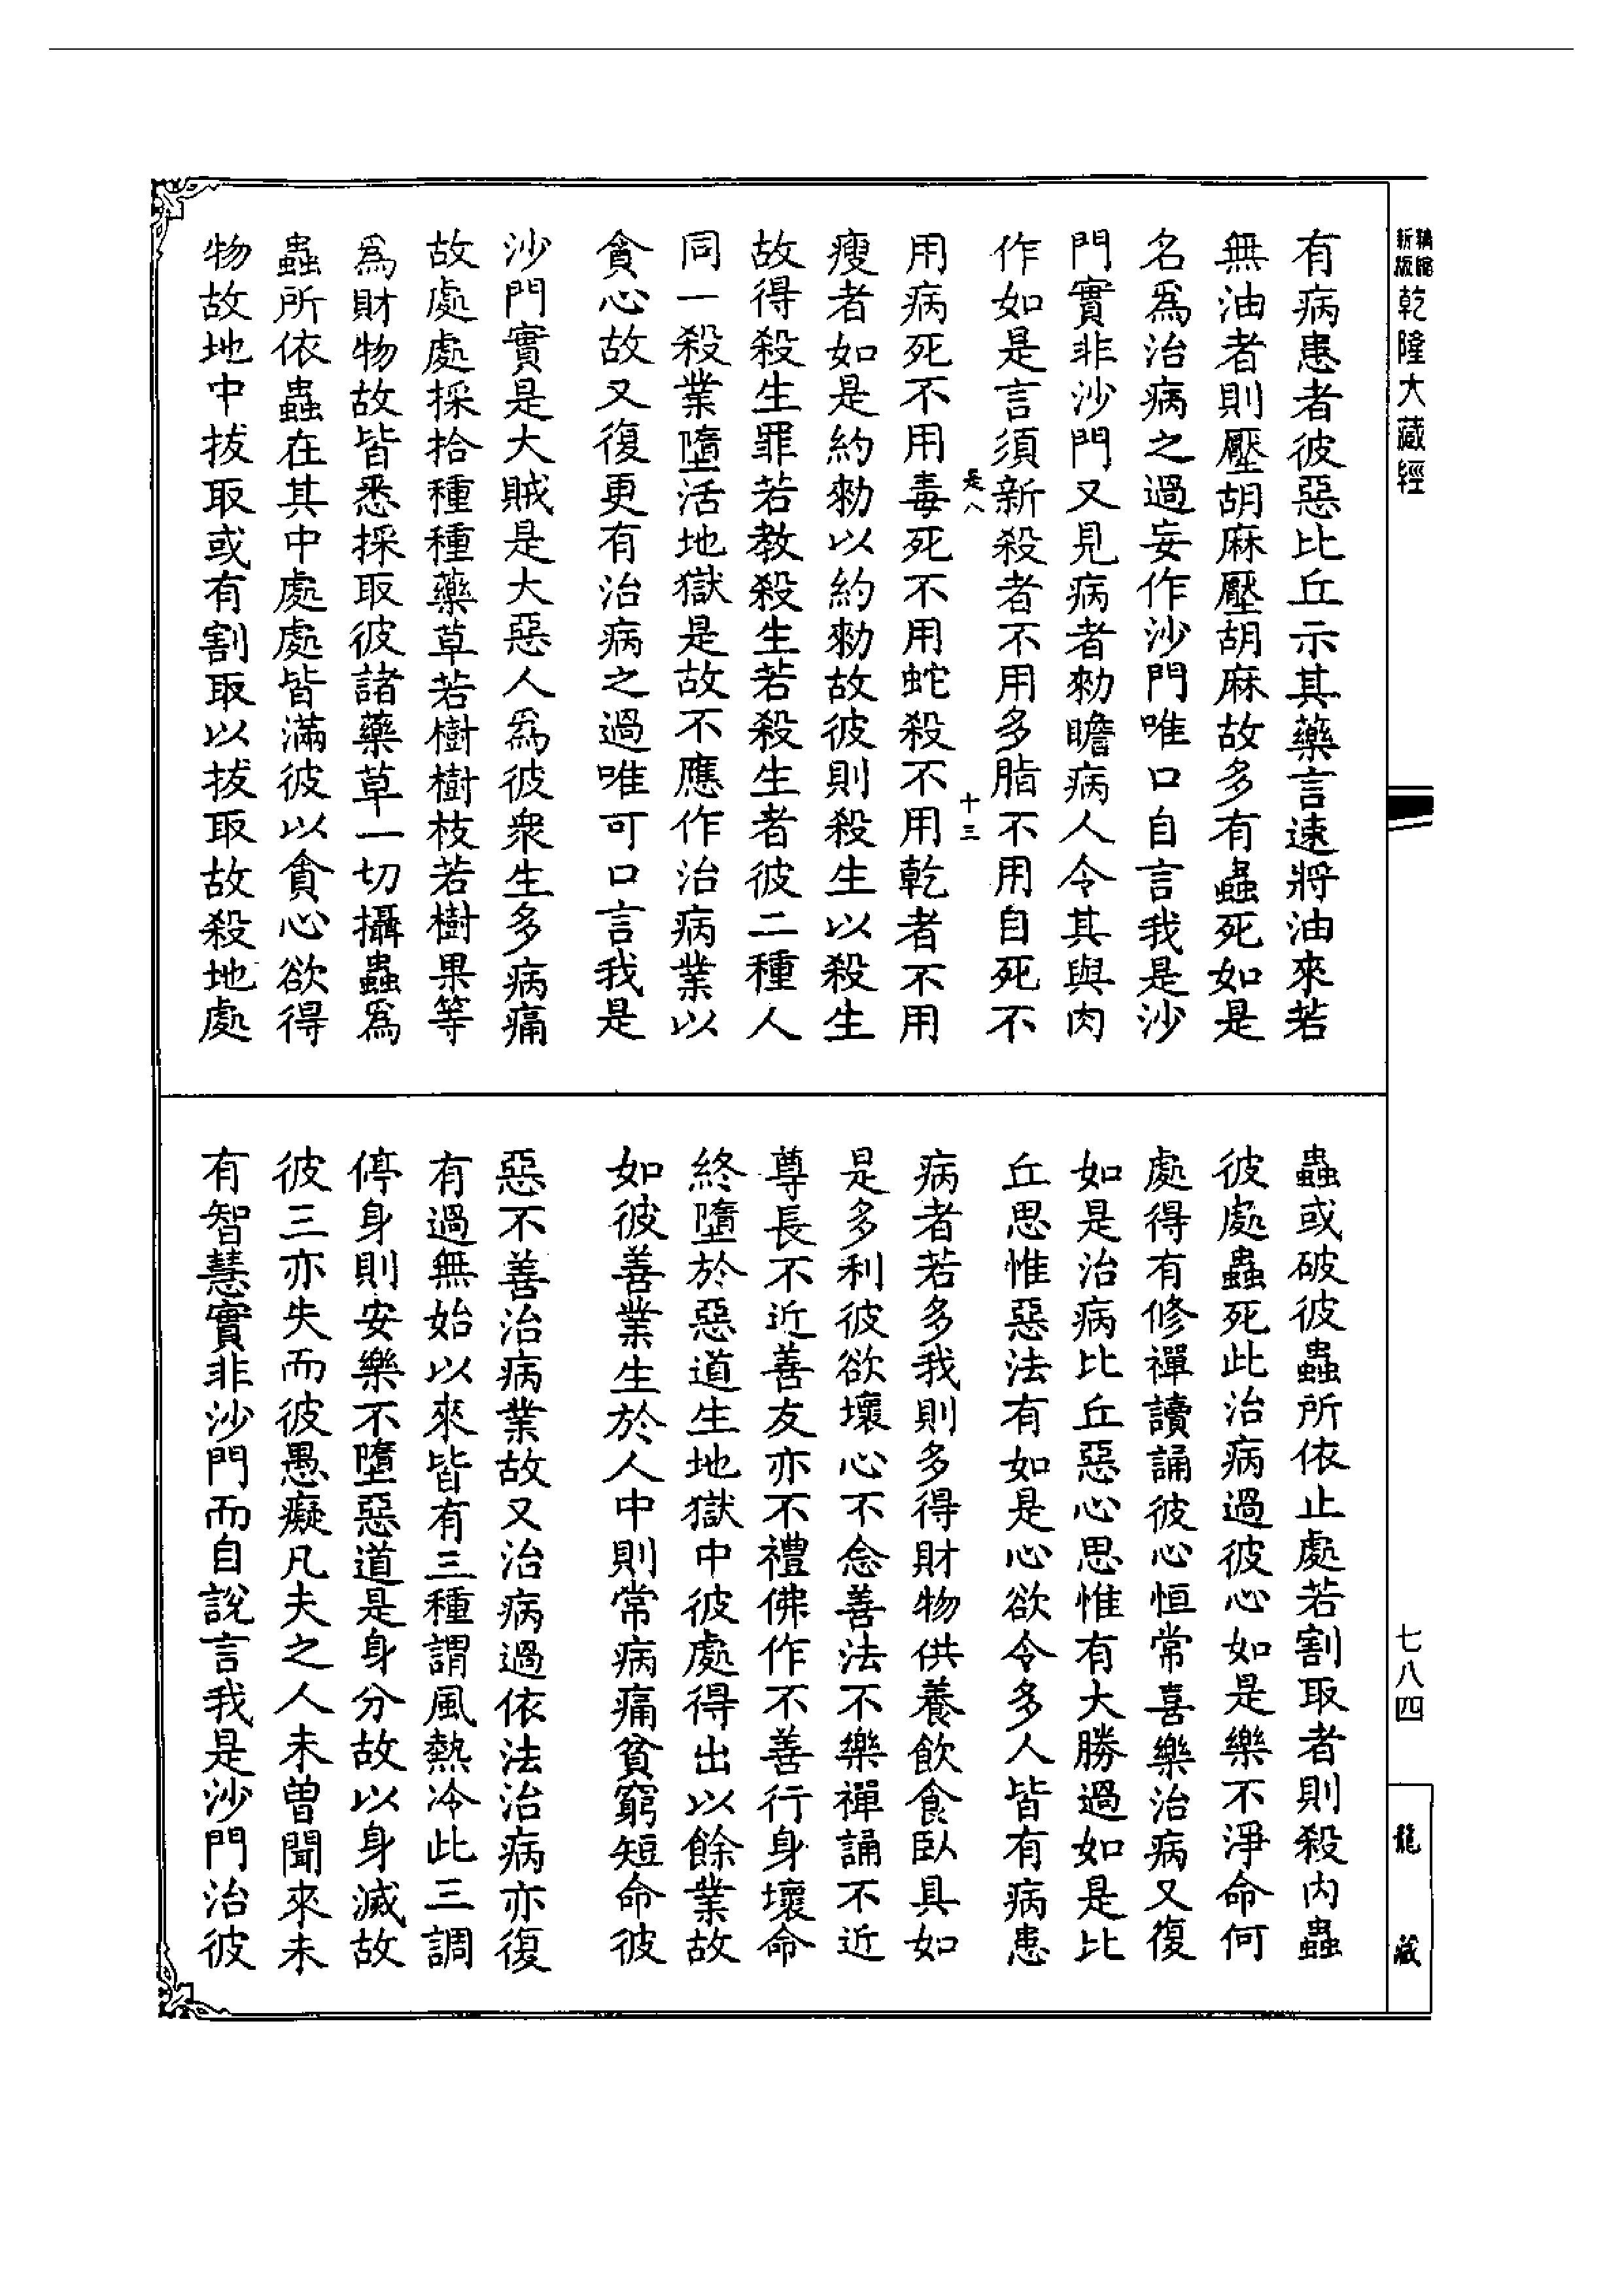 新版
乾隆大藏經
有病患者彼惡比丘示其藥言速將油來若
無油者則壓胡麻壓胡麻故多有蟲死如是
名爲治病之過妄作沙門唯口自言我是沙
門實非沙門又見病者勑瞻病人令其與肉
作如是言須新殺者不用多脂不用自死不
是八
十三
用病死不用毒死不用蛇殺不用乾者不用
瘦者如是約勑以約勑故彼則殺生以殺生
故得殺生罪若教殺生若殺生者彼二種人
同一殺業墮活地獄是故不應作治病業以
貪心故又復更有治病之過唯可口言我是
沙門實是大賊是大惡人爲彼衆生多病痛
故處處採拾種種藥草若樹樹枝若樹果等
爲財物故皆悉採取彼諸藥草一切攝蟲爲
蟲所依蟲在其中處處皆滿彼以貪心欲得
物故地中拔取或有割取以拔取故殺地處
蟲或破彼蟲所依止處若割取者則殺內蟲
彼處蟲死此治病過彼心如是樂不淨命何
處得有修禪讀誦彼心恒常喜樂治病又復
如是治病比丘惡心思惟有大勝過如是比
丘思惟惡法有如是心欲令多人皆有病患
病者若多我則多得財物供養飲食臥具如
是多利彼欲壞心不念善法不樂禪誦不近
尊長不近善友亦不禮佛作不善行身壞命
終墮於惡道生地獄中彼處得出以餘業故
如彼善業生於人中則常病痛貧窮短命彼
惡不善治病業故又治病過依法治病亦復
有過無始以來皆有三種謂風熱冷此三調
停身則安樂不墮惡道是身分故以身滅故
彼三亦失而彼愚癡凡夫之人未曾聞來未
有智慧實非沙門而自說言我是沙門治彼
七八四
龍藏